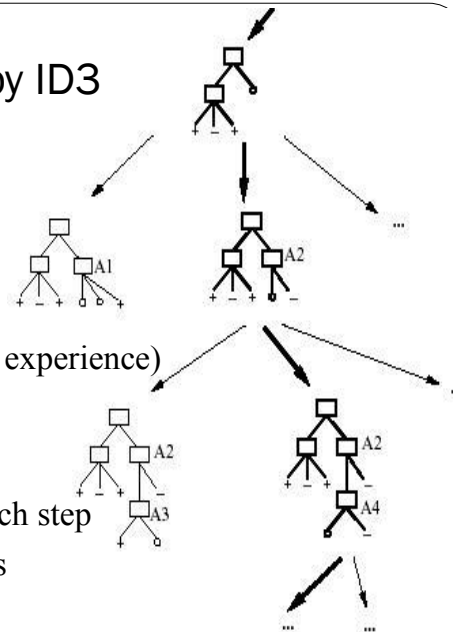 by ID3
+ – +
...
A1
+ – + +
A2
+ – + –
experience)
A2
+ – + –
A3
+
A2
+ – + –
A4
–
ch step
s
...
...